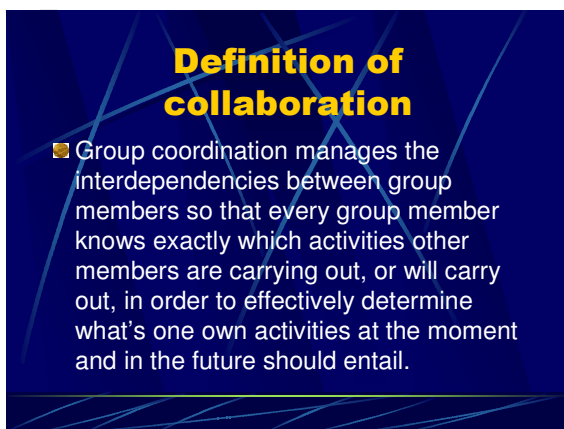 Definition of
collaboration
Group coordination manages the
interdependencies between group
members so that every group member
knows exactly which activities other
members are carrying out, or will carry
out, in order to effectively determine
what's one own activities at the moment
and in the future should entail.